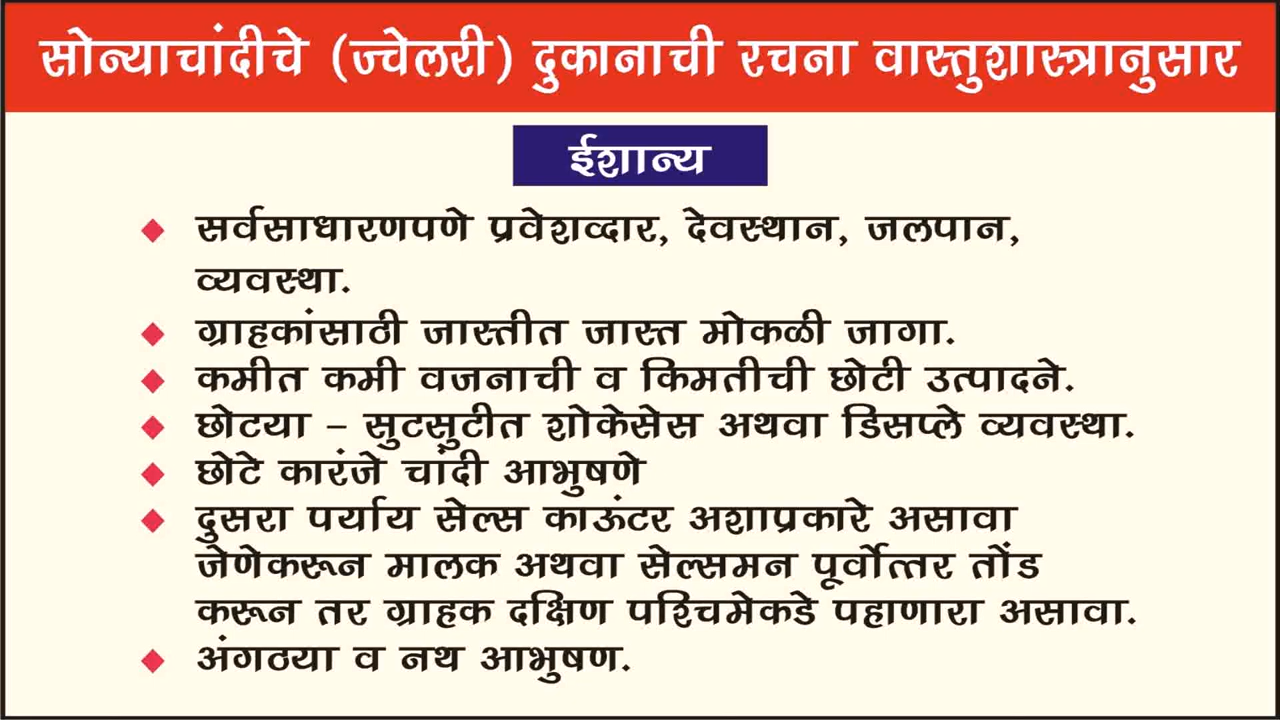 सोन्याचांदीचे (ज्वेलरी) दुकानाची रचना वास्तुशास्त्रानुसार
ईशान्य
◆ सर्वसाधारणपणे प्रवेशव्दार, देवस्थान, जलपान,
व्यवस्था.
◆ ग्राहकांसाठी जास्तीत जास्त मोकळी जागा.
◆ कमीत कमी वजनाची व किमतीची छोटी उत्पादने.
◆ छोटया – सुटसुटीत शोकेसेस अथवा डिसप्ले व्यवस्था.
◆ छोटे कारंजे चांदी आभुषणे
◆ दुसरा पर्याय सेल्स काऊंटर अशाप्रकारे असावा
जेणेकरून मालक अथवा सेल्समन पूर्वोत्तर तोंड
करून तर ग्राहक दक्षिण पश्चिमेकडे पहाणारा असावा.
◆ अंगठया व नथ आभुषण.